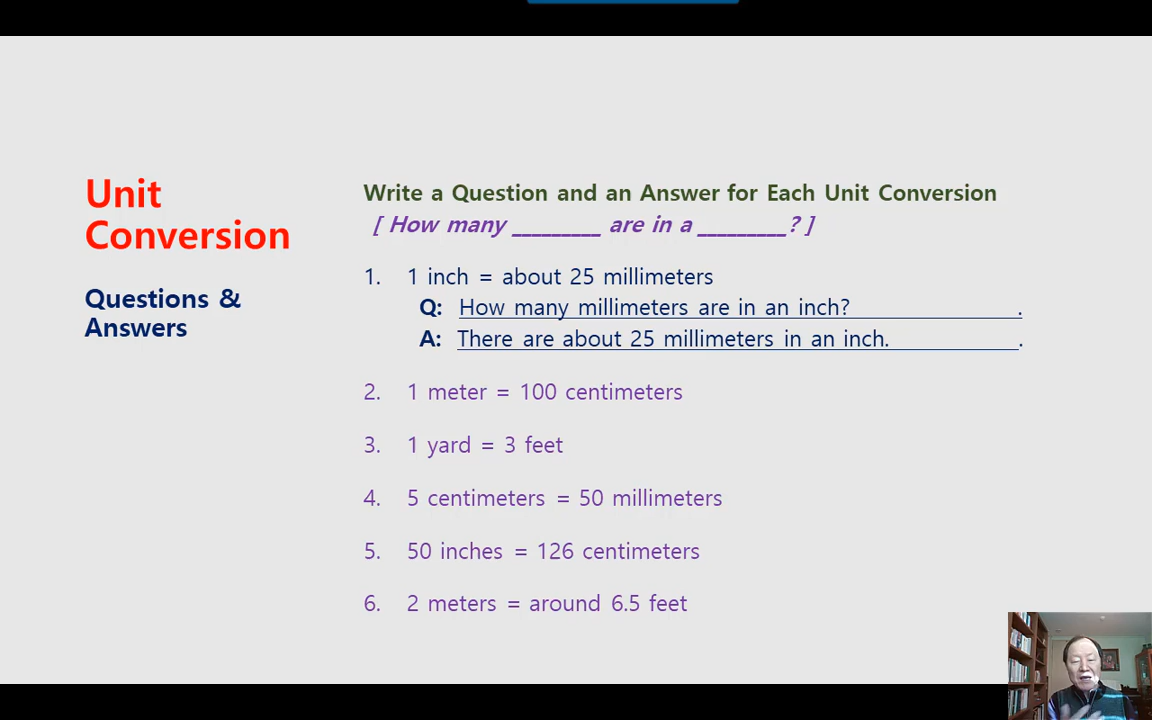 Unit
Conversion
Questions &
Answers
Write a Question and an Answer for Each Unit Conversion
[ How many _________ are in a _________? ]
1. 1 inch = about 25 millimeters
Q: How many millimeters are in an inch? .
A: There are about 25 millimeters in an inch. .
2. 1 meter = 100 centimeters
3. 1 yard = 3 feet
4. 5 centimeters = 50 millimeters
5. 50 inches = 126 centimeters
6. 2 meters = around 6.5 feet